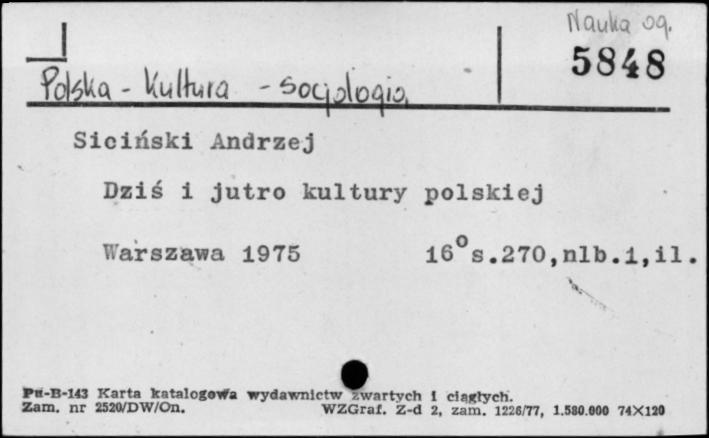 Nauka og.
5848
Polska - Kultura - socjologia
Siciński Andrzej
Dziś i jutro kultury polskiej
Warszawa 1975 16° s.270,nlb.1,il.
Pu-B-143 Karta katalogowa wydawnictw zwartych i ciągłych.
Zam. nr 2520/DW/On. WZGraf. Z-d 2, zam. 1226/77, 1.580.000 74×120